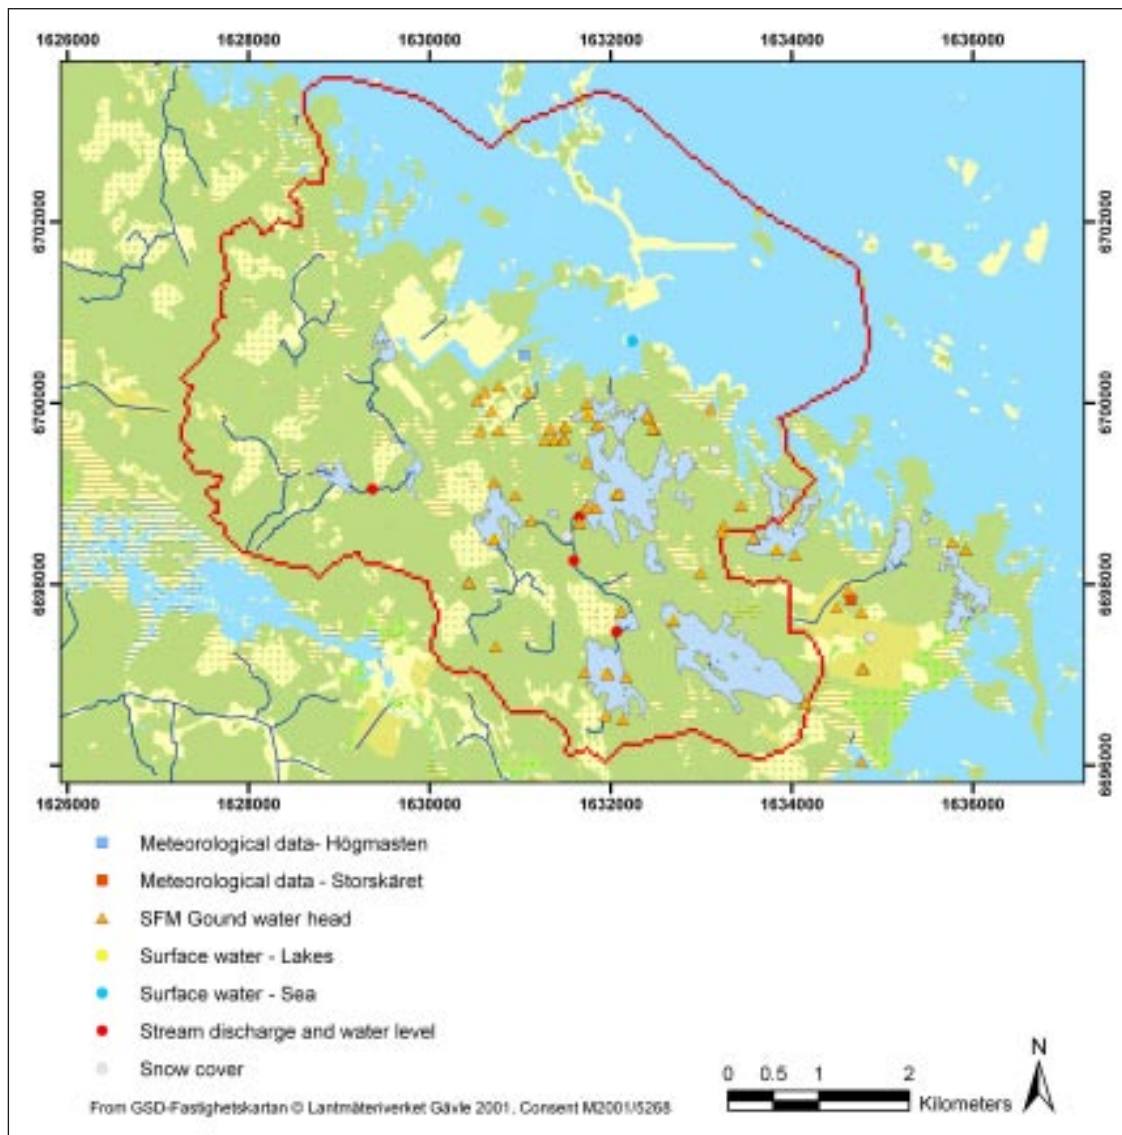 1626000 1628000 1630000 1632000 1634000 1636000
6702000 6702000
6700000 6700000
6698000 6698000
6696000
1626000 1628000 1630000 1632000 1634000 1636000
Meteorological data- Högmasten
Meteorological data - Storskäret
SFM Gound water head
Surface water - Lakes
Surface water - Sea
Stream discharge and water level
Snow cover
N
0 0.5 1 2
Kilometers
From GSD-Fastighetskartan © Lantmäteriverket Gävle 2001, Consent M2001/5268